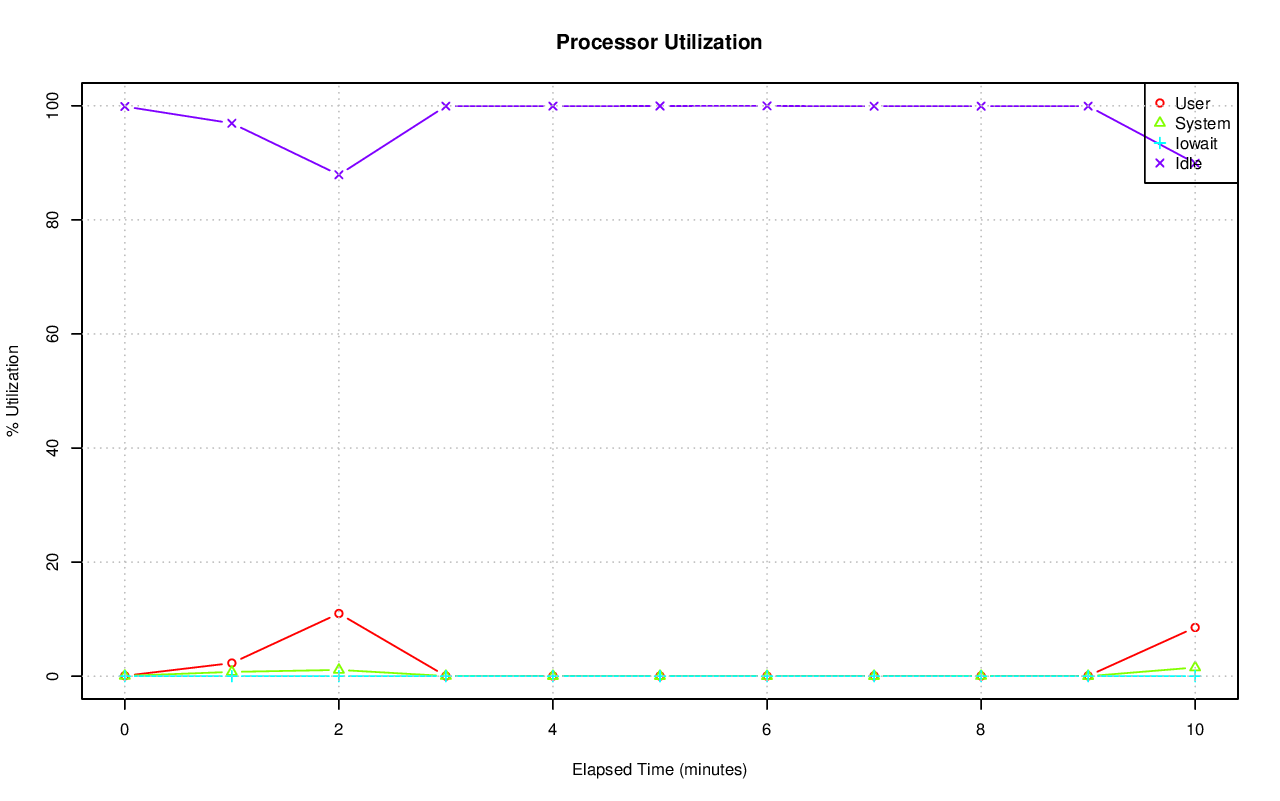 Processor Utilization
% Utilization
100
80
60
40
20
0
User
System
Iowait
Idle
0 2 4 6 8 10
Elapsed Time (minutes)